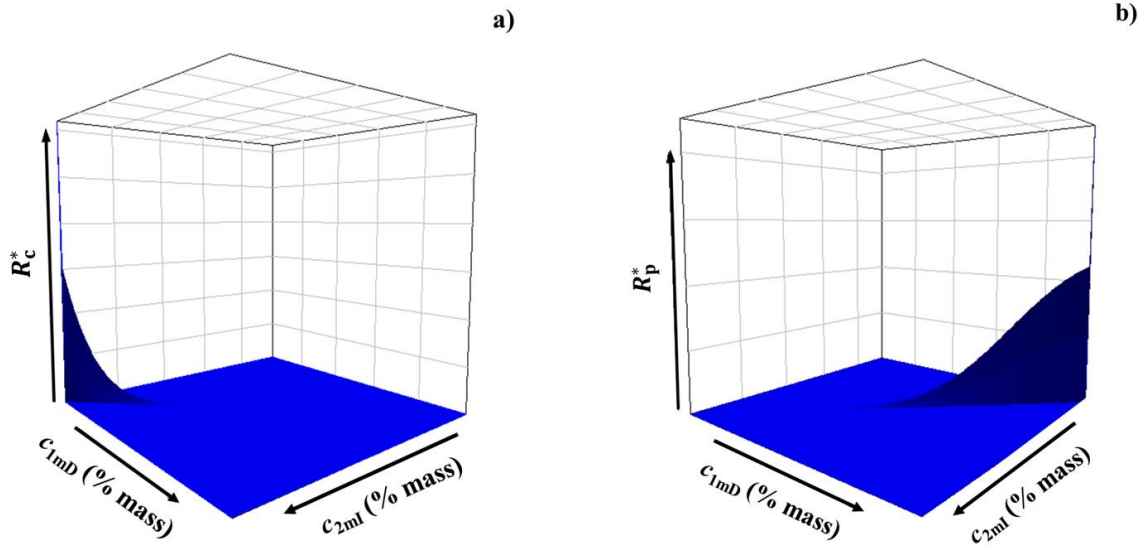 a)
R*c
c1mD (% mass)
c2mI (% mass)
b)
R*p
c1mD (% mass)
c2mI (% mass)